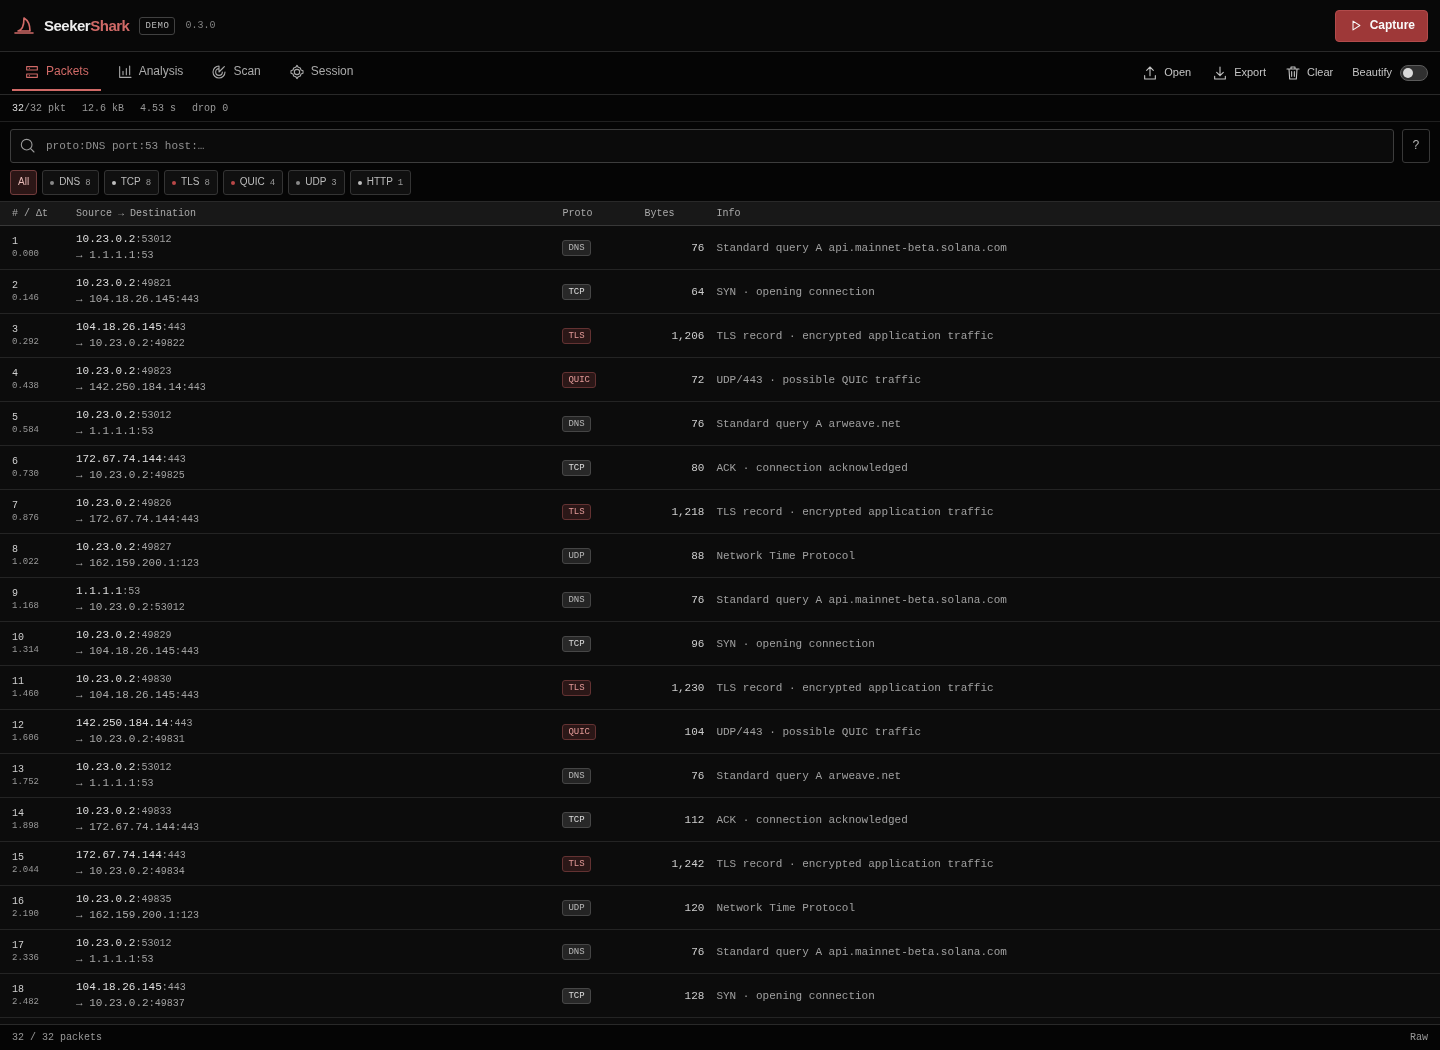 SeekerShark DEMO 0.3.0 Capture
Packets Analysis Scan Session Open Export Clear Beautify
32/32 pkt 12.6 kB 4.53 s drop 0
proto:DNS port:53 host:… ?
All DNS 8 TCP 8 TLS 8 QUIC 4 UDP 3 HTTP 1
# / Δt Source → Destination Proto Bytes Info
1 10.23.0.2:53012 DNS 76 Standard query A api.mainnet-beta.solana.com
0.000 → 1.1.1.1:53
2 10.23.0.2:49821 TCP 64 SYN · opening connection
0.146 → 104.18.26.145:443
3 104.18.26.145:443 TLS 1,206 TLS record · encrypted application traffic
0.292 → 10.23.0.2:49822
4 10.23.0.2:49823 QUIC 72 UDP/443 · possible QUIC traffic
0.438 → 142.250.184.14:443
5 10.23.0.2:53012 DNS 76 Standard query A arweave.net
0.584 → 1.1.1.1:53
6 172.67.74.144:443 TCP 80 ACK · connection acknowledged
0.730 → 10.23.0.2:49825
7 10.23.0.2:49826 TLS 1,218 TLS record · encrypted application traffic
0.876 → 172.67.74.144:443
8 10.23.0.2:49827 UDP 88 Network Time Protocol
1.022 → 162.159.200.1:123
9 1.1.1.1:53 DNS 76 Standard query A api.mainnet-beta.solana.com
1.168 → 10.23.0.2:53012
10 10.23.0.2:49829 TCP 96 SYN · opening connection
1.314 → 104.18.26.145:443
11 10.23.0.2:49830 TLS 1,230 TLS record · encrypted application traffic
1.460 → 104.18.26.145:443
12 142.250.184.14:443 QUIC 104 UDP/443 · possible QUIC traffic
1.606 → 10.23.0.2:49831
13 10.23.0.2:53012 DNS 76 Standard query A arweave.net
1.752 → 1.1.1.1:53
14 10.23.0.2:49833 TCP 112 ACK · connection acknowledged
1.898 → 172.67.74.144:443
15 172.67.74.144:443 TLS 1,242 TLS record · encrypted application traffic
2.044 → 10.23.0.2:49834
16 10.23.0.2:49835 UDP 120 Network Time Protocol
2.190 → 162.159.200.1:123
17 10.23.0.2:53012 DNS 76 Standard query A api.mainnet-beta.solana.com
2.336 → 1.1.1.1:53
18 104.18.26.145:443 TCP 128 SYN · opening connection
2.482 → 10.23.0.2:49837
32 / 32 packets Raw